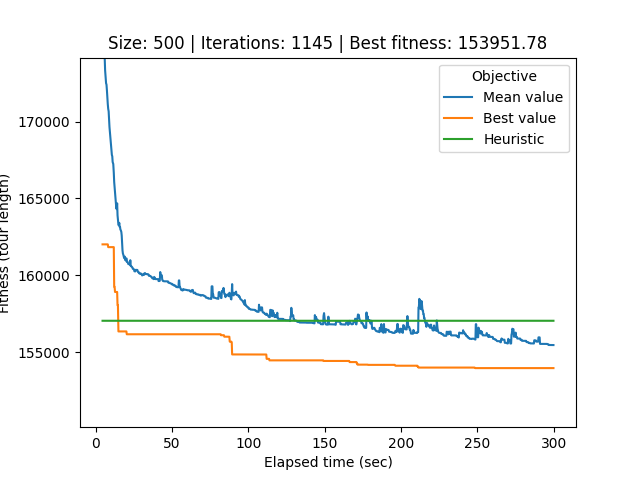 Size: 500 | Iterations: 1145 | Best fitness: 153951.78
Objective
Mean value
Best value
Heuristic
Fitness (tour length)
170000
165000
160000
155000
0 50 100 150 200 250 300
Elapsed time (sec)